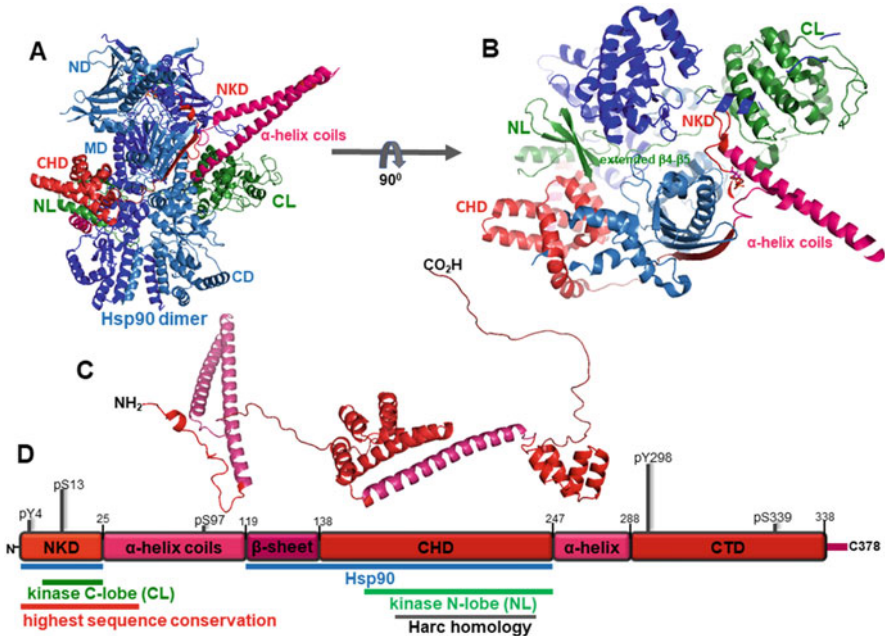 A
ND
NKD
α-helix coils
MD
CHD
NL
CL
CD
Hsp90 dimer
90⁰
B
CL
NL
NKD
extended β4-β5
CHD
α-helix coils
CO₂H
C
NH₂
D
pY4
pS13
25
pS97
119
138
247
288
pY298
pS339
338
N
NKD
α-helix coils
β-sheet
CHD
α-helix
CTD
C378
Hsp90
kinase C-lobe (CL)
kinase N-lobe (NL)
highest sequence conservation
Harc homology